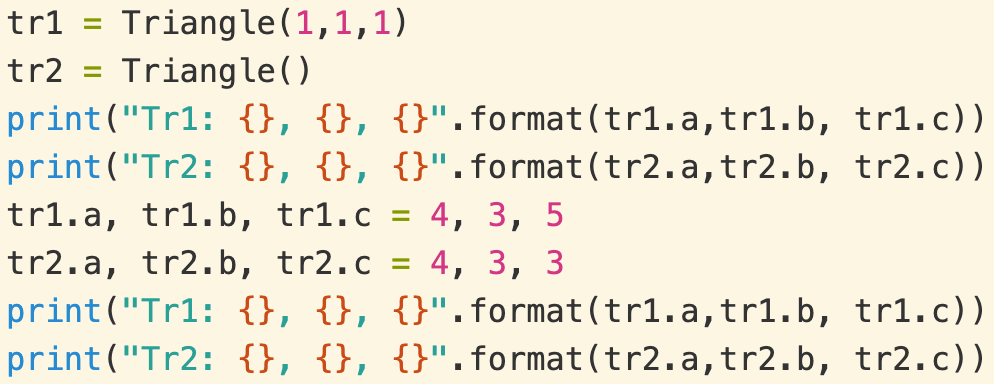 tr1 = Triangle(1,1,1)
tr2 = Triangle()
print("Tr1: {}, {}, {}".format(tr1.a,tr1.b, tr1.c))
print("Tr2: {}, {}, {}".format(tr2.a,tr2.b, tr2.c))
tr1.a, tr1.b, tr1.c = 4, 3, 5
tr2.a, tr2.b, tr2.c = 4, 3, 3
print("Tr1: {}, {}, {}".format(tr1.a,tr1.b, tr1.c))
print("Tr2: {}, {}, {}".format(tr2.a,tr2.b, tr2.c))